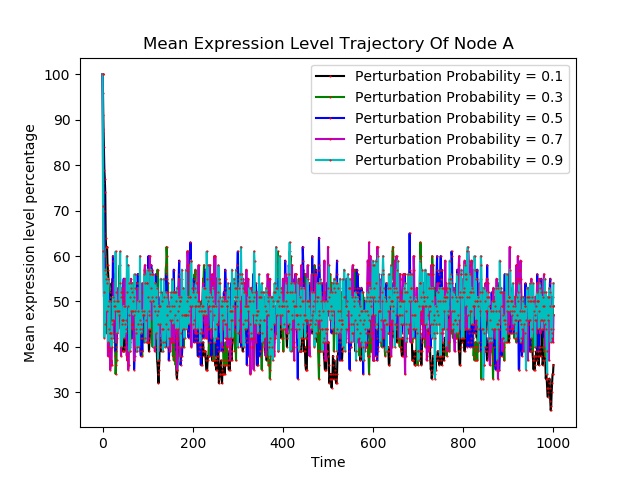 Mean Expression Level Trajectory Of Node A
Perturbation Probability = 0.1
Perturbation Probability = 0.3
Perturbation Probability = 0.5
Perturbation Probability = 0.7
Perturbation Probability = 0.9
Mean expression level percentage
100
90
80
70
60
50
40
30
0 200 400 600 800 1000
Time